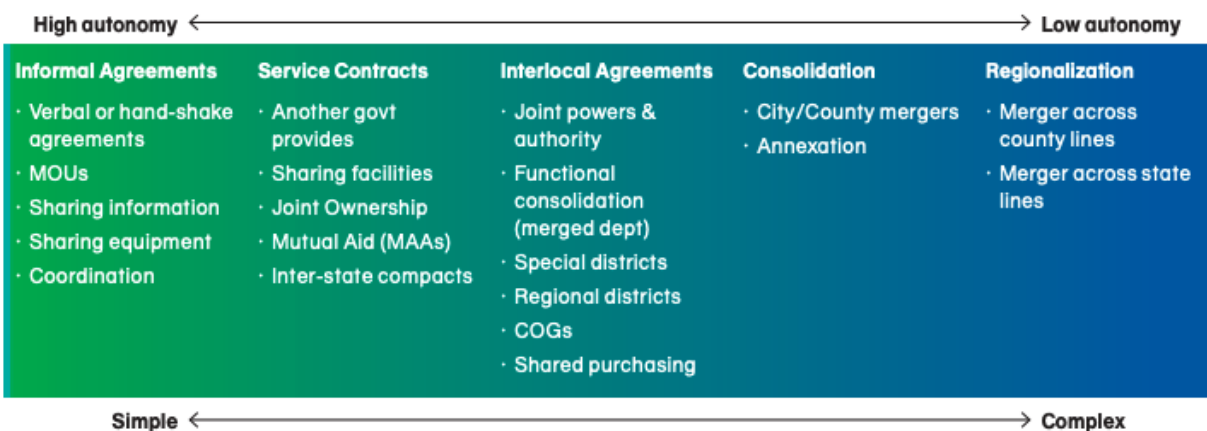 High autonomy
Low autonomy
Informal Agreements
· Verbal or hand-shake
agreements
· MOUs
· Sharing information
· Sharing equipment
· Coordination
Service Contracts
· Another govt
provides
· Sharing facilities
· Joint Ownership
· Mutual Aid (MAAs)
· Inter-state compacts
Interlocal Agreements
· Joint powers &
authority
· Functional
consolidation
(merged dept)
· Special districts
· Regional districts
· COGs
· Shared purchasing
Consolidation
· City/County mergers
· Annexation
Regionalization
· Merger across
county lines
· Merger across state
lines
Simple
Complex